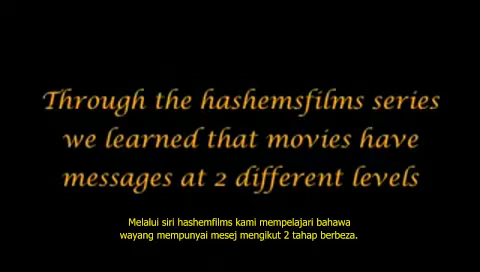 Through the hashemsfilms series
we learned that movies have
messages at 2 different levels
Melalui siri hashemfilms kami mempelajari bahawa
wayang mempunyai mesej mengikut 2 tahap berbeza.